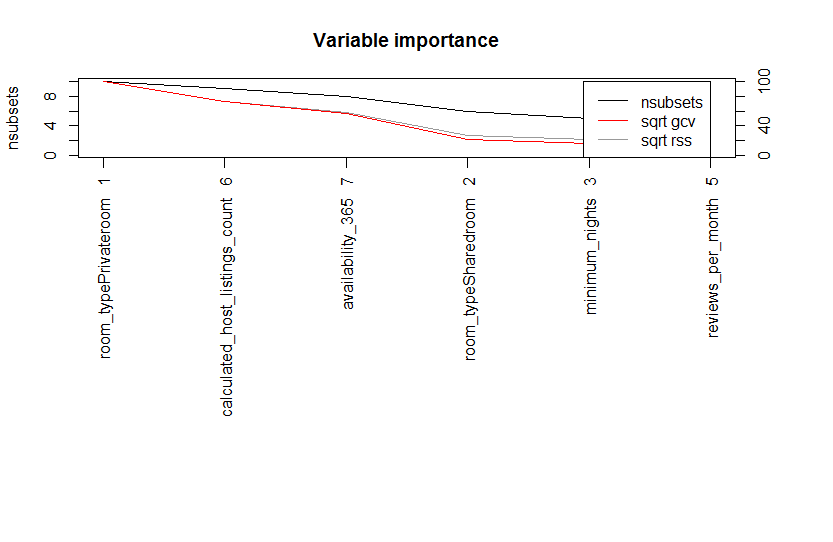 Variable importance
nsubsets
0
4
8
0
40
100
nsubsets
sqrt gcv
sqrt rss
room_typePrivateroom 1
calculated_host_listings_count 6
availability_365 7
room_typeSharedroom 2
minimum_nights 3
reviews_per_month 5